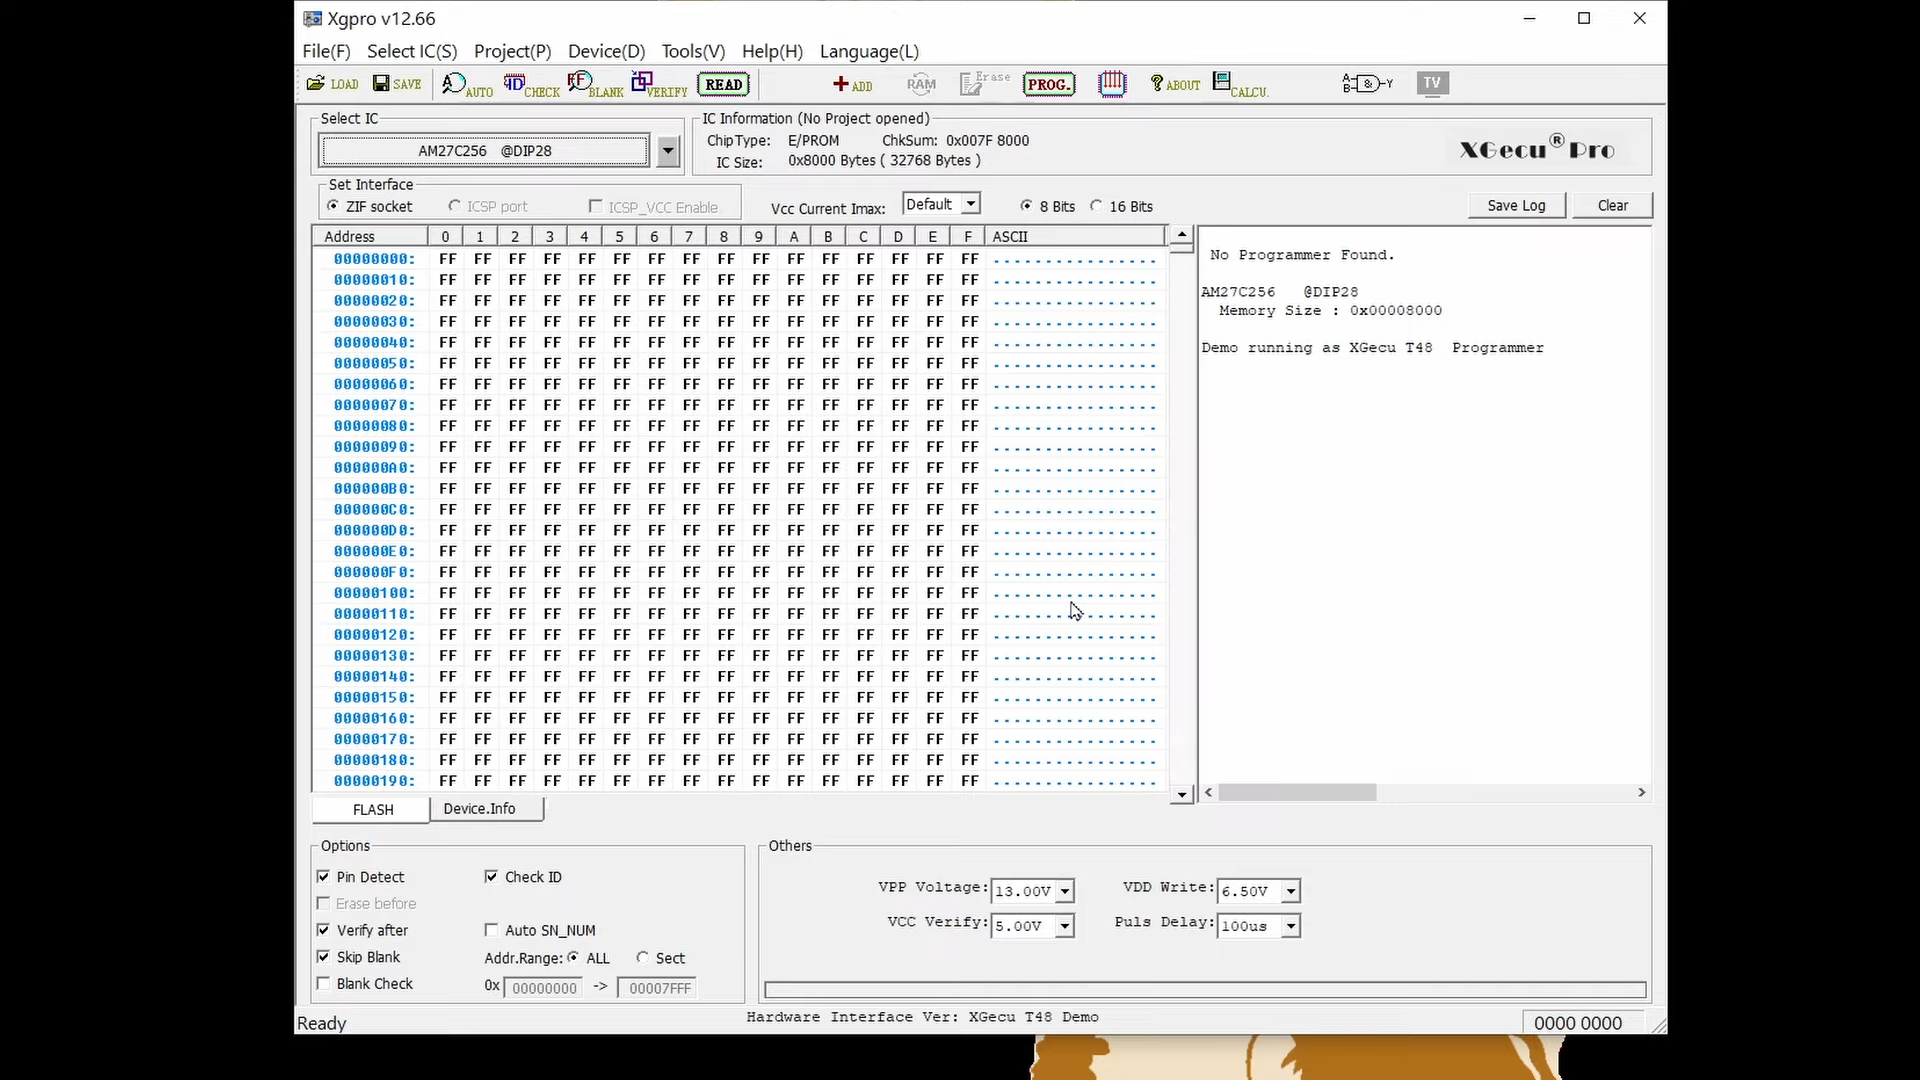 Xgpro v12.66
File(F) Select IC(S) Project(P) Device(D) Tools(V) Help(H) Language(L)
LOAD SAVE AUTO CHECK BLANK VERIFY READ ADD RAM Erase PROG. ABOUT CALCU. TV
Select IC
AM27C256 @DIP28
IC Information (No Project opened)
ChipType: E/PROM ChkSum: 0x007F 8000
IC Size: 0x8000 Bytes ( 32768 Bytes )
XGecu® Pro
Set Interface
ZIF socket ICSP port ICSP_VCC Enable Vcc Current Imax: Default 8 Bits 16 Bits Save Log Clear
Address 0 1 2 3 4 5 6 7 8 9 A B C D E F ASCII
00000000: FF FF FF FF FF FF FF FF FF FF FF FF FF FF FF FF ................
00000010: FF FF FF FF FF FF FF FF FF FF FF FF FF FF FF FF ................
00000020: FF FF FF FF FF FF FF FF FF FF FF FF FF FF FF FF ................
00000030: FF FF FF FF FF FF FF FF FF FF FF FF FF FF FF FF ................
00000040: FF FF FF FF FF FF FF FF FF FF FF FF FF FF FF FF ................
00000050: FF FF FF FF FF FF FF FF FF FF FF FF FF FF FF FF ................
00000060: FF FF FF FF FF FF FF FF FF FF FF FF FF FF FF FF ................
00000070: FF FF FF FF FF FF FF FF FF FF FF FF FF FF FF FF ................
00000080: FF FF FF FF FF FF FF FF FF FF FF FF FF FF FF FF ................
00000090: FF FF FF FF FF FF FF FF FF FF FF FF FF FF FF FF ................
000000A0: FF FF FF FF FF FF FF FF FF FF FF FF FF FF FF FF ................
000000B0: FF FF FF FF FF FF FF FF FF FF FF FF FF FF FF FF ................
000000C0: FF FF FF FF FF FF FF FF FF FF FF FF FF FF FF FF ................
000000D0: FF FF FF FF FF FF FF FF FF FF FF FF FF FF FF FF ................
000000E0: FF FF FF FF FF FF FF FF FF FF FF FF FF FF FF FF ................
000000F0: FF FF FF FF FF FF FF FF FF FF FF FF FF FF FF FF ................
00000100: FF FF FF FF FF FF FF FF FF FF FF FF FF FF FF FF ................
00000110: FF FF FF FF FF FF FF FF FF FF FF FF FF FF FF FF ................
00000120: FF FF FF FF FF FF FF FF FF FF FF FF FF FF FF FF ................
00000130: FF FF FF FF FF FF FF FF FF FF FF FF FF FF FF FF ................
00000140: FF FF FF FF FF FF FF FF FF FF FF FF FF FF FF FF ................
00000150: FF FF FF FF FF FF FF FF FF FF FF FF FF FF FF FF ................
00000160: FF FF FF FF FF FF FF FF FF FF FF FF FF FF FF FF ................
00000170: FF FF FF FF FF FF FF FF FF FF FF FF FF FF FF FF ................
00000180: FF FF FF FF FF FF FF FF FF FF FF FF FF FF FF FF ................
00000190: FF FF FF FF FF FF FF FF FF FF FF FF FF FF FF FF ................
No Programmer Found.
AM27C256 @DIP28
Memory Size : 0x00008000
Demo running as XGecu T48 Programmer
FLASH Device.Info
Options
Pin Detect Check ID
Erase before
Verify after Auto SN_NUM
Skip Blank Addr.Range: ALL Sect
Blank Check 0x 00000000 -> 00007FFF
Others
VPP Voltage: 13.00V VDD Write: 6.50V
VCC Verify: 5.00V Puls Delay: 100us
Ready Hardware Interface Ver: XGecu T48 Demo 0000 0000